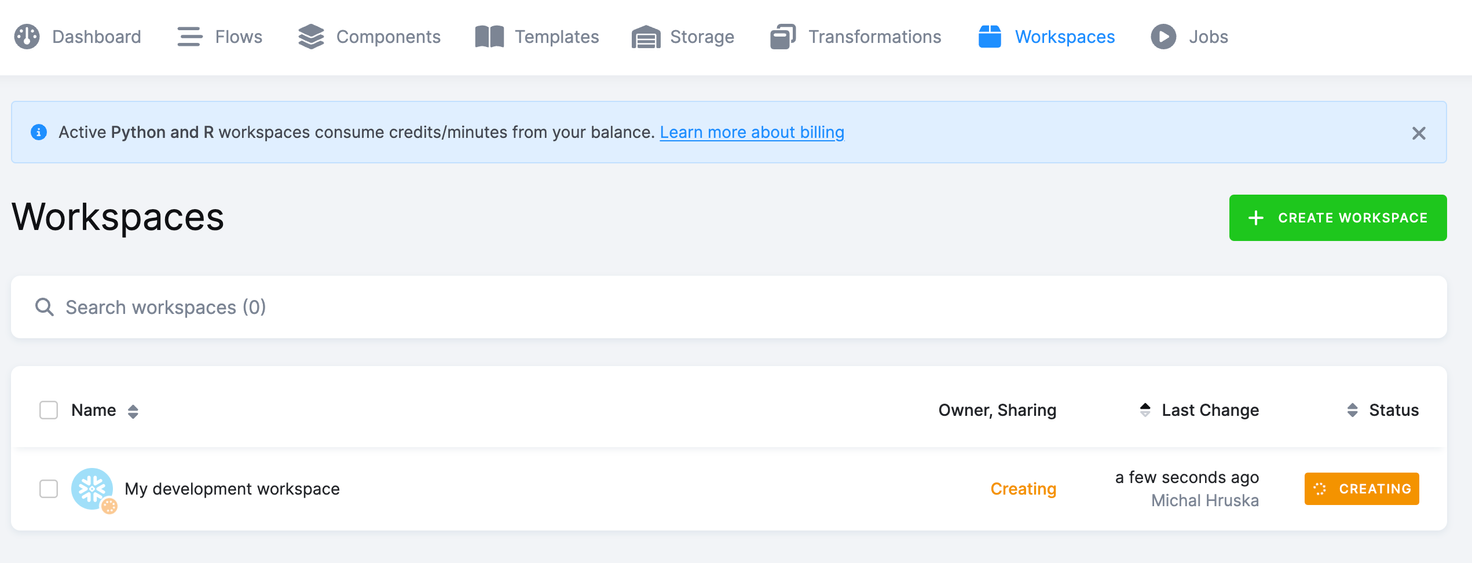 Dashboard Flows Components Templates Storage Transformations Workspaces Jobs
Active Python and R workspaces consume credits/minutes from your balance. Learn more about billing
Workspaces
CREATE WORKSPACE
Search workspaces (0)
Name Owner, Sharing Last Change Status
My development workspace Creating a few seconds ago CREATING
Michal Hruska